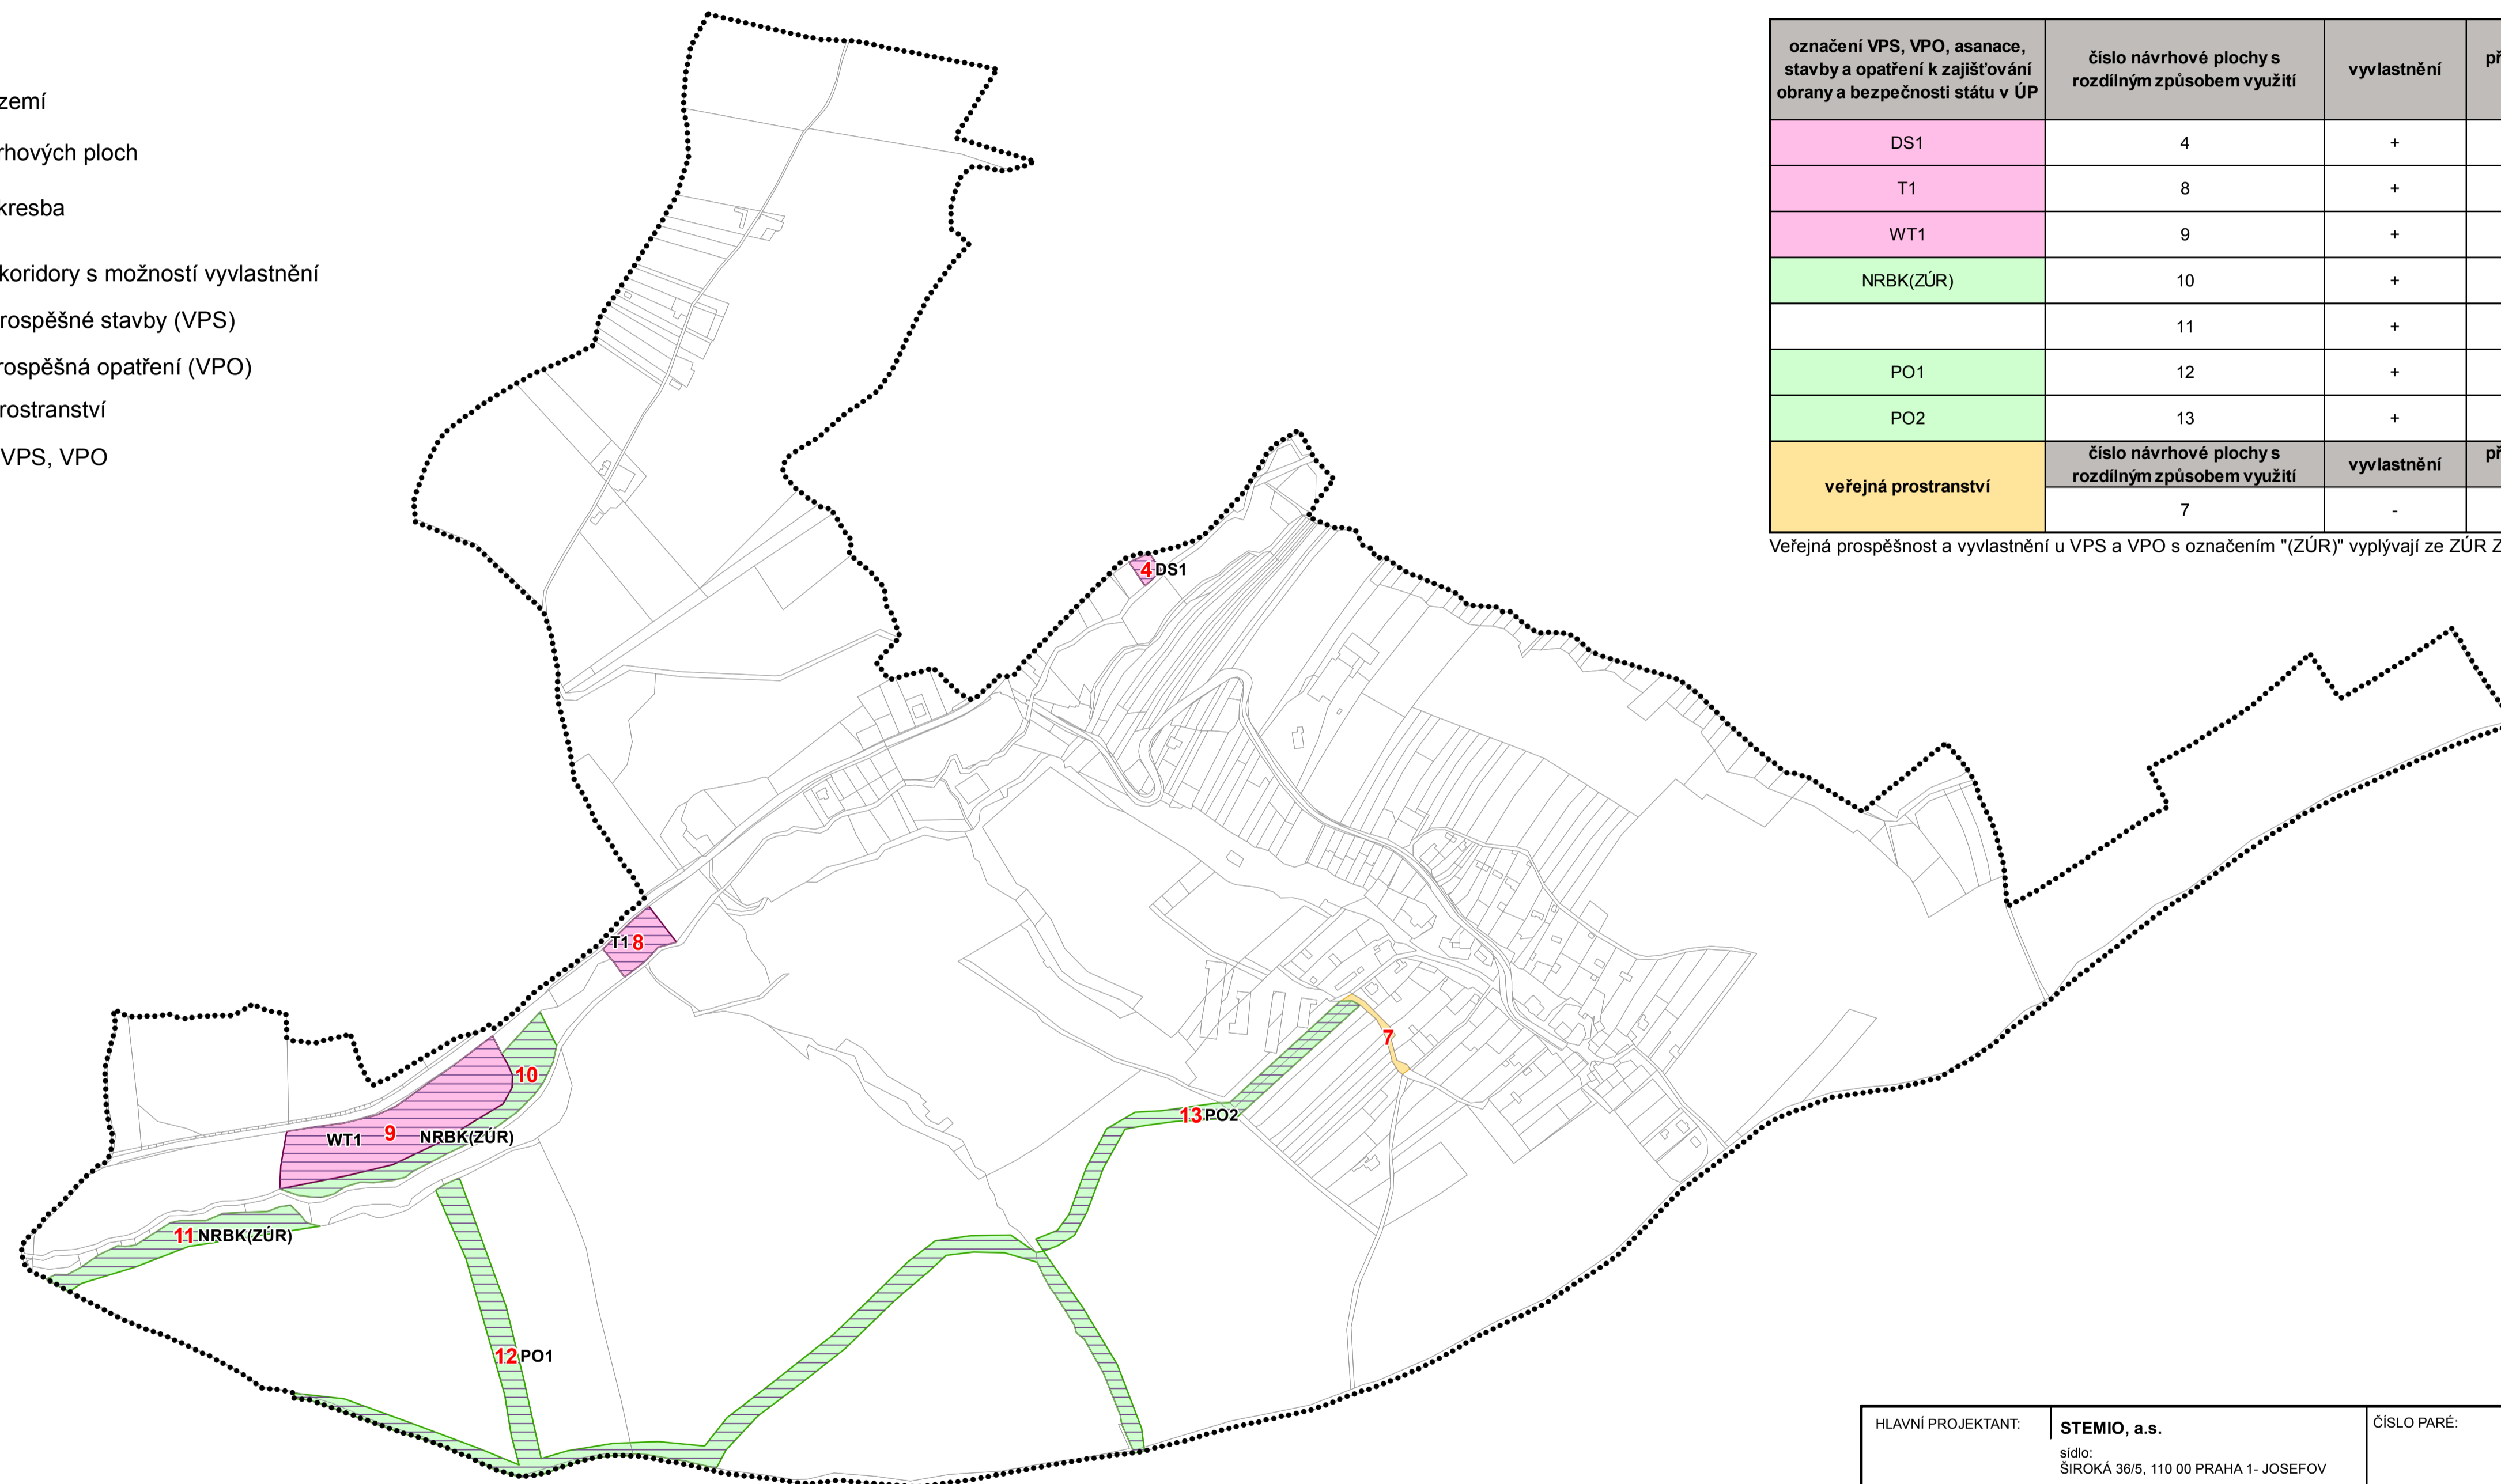 zemí
rhových ploch
kresba
koridory s možností vyvlastnění
rospěšné stavby (VPS)
rospěšná opatření (VPO)
rostranství
VPS, VPO
označení VPS, VPO, asanace,
stavby a opatření k zajišťování
obrany a bezpečnosti státu v ÚP
číslo návrhové plochy s
rozdílným způsobem využití
vyvlastnění
př
DS1 4 +
T1 8 +
WT1 9 +
NRBK(ZÚR) 10 +
11 +
PO1 12 +
PO2 13 +
veřejná prostranství
číslo návrhové plochy s
rozdílným způsobem využití
vyvlastnění
př
7 -
Veřejná prospěšnost a vyvlastnění u VPS a VPO s označením "(ZÚR)" vyplývají ze ZÚR Z
4 DS1
T1 8
7
10
WT1 9 NRBK(ZÚR)
13 PO2
11 NRBK(ZÚR)
12 PO1
HLAVNÍ PROJEKTANT:
STEMIO, a.s.
sídlo:
ŠIROKÁ 36/5, 110 00 PRAHA 1- JOSEFOV
ČÍSLO PARÉ: